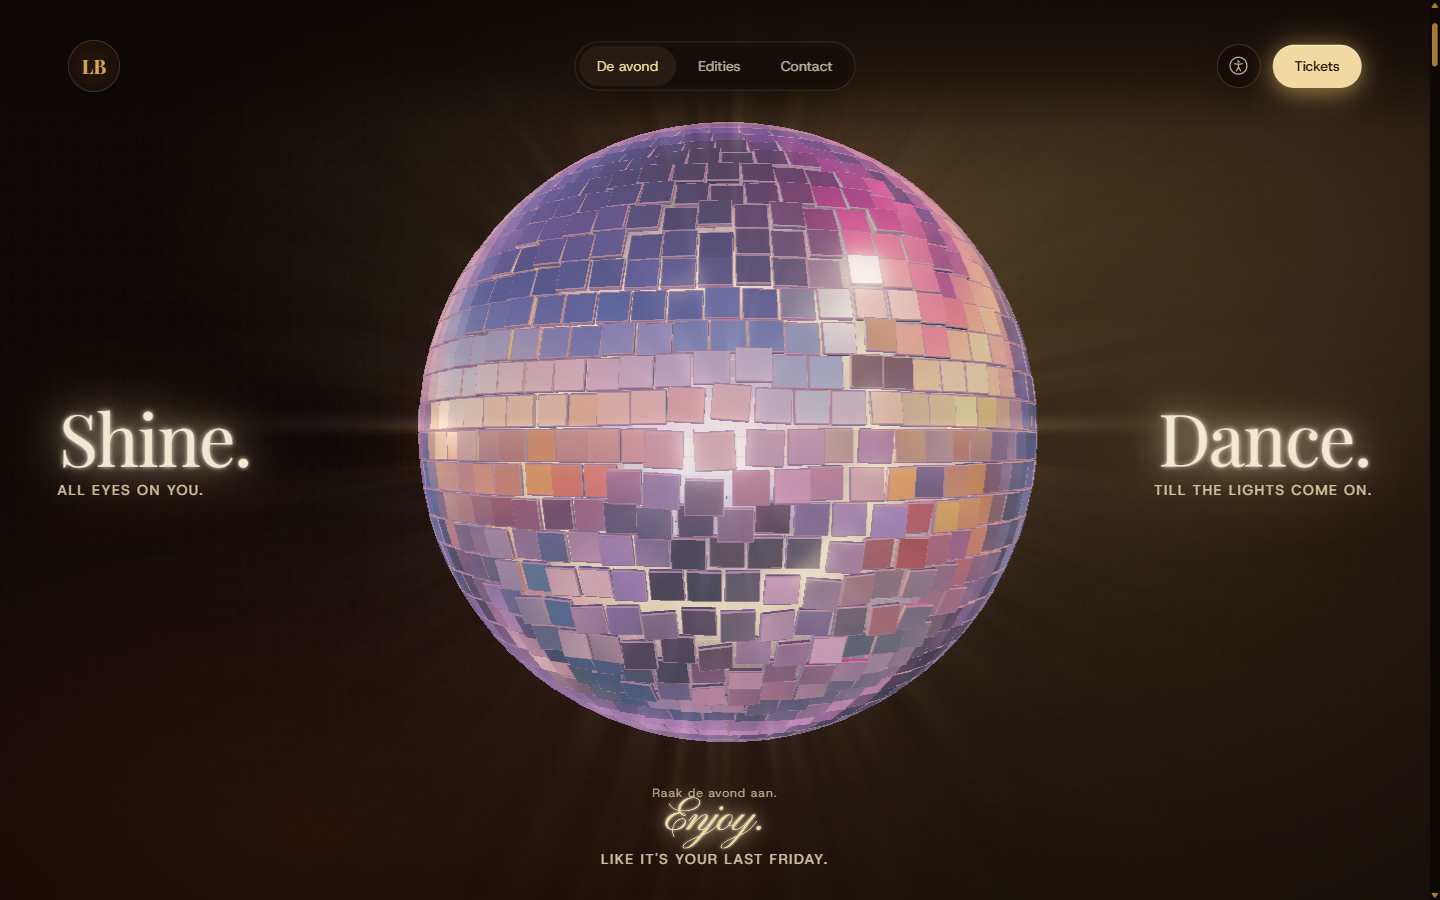 LB
De avond
Edities
Contact
Tickets
Shine.
ALL EYES ON YOU.
Dance.
TILL THE LIGHTS COME ON.
Raak de avond aan.
Enjoy.
LIKE IT'S YOUR LAST FRIDAY.